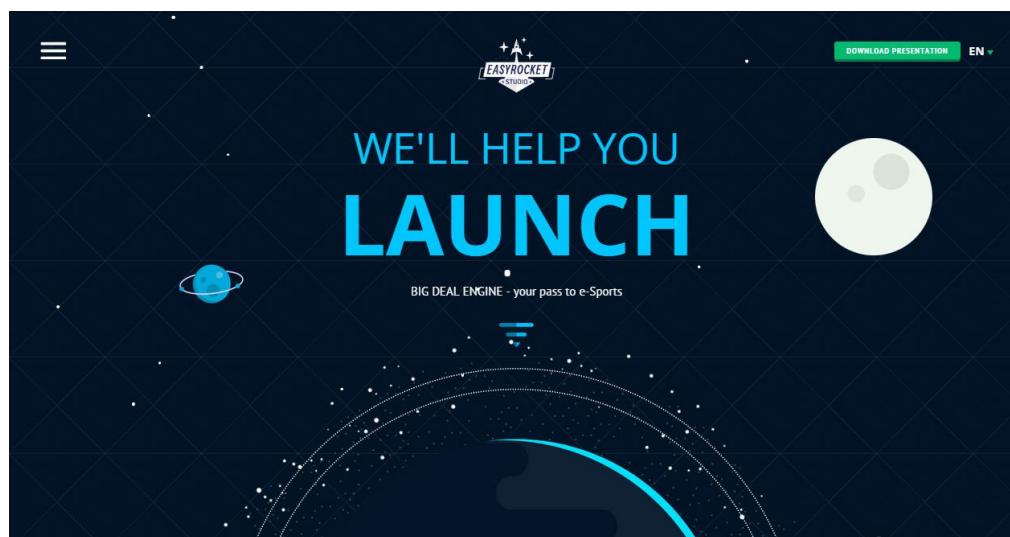 EASYROCKET
STUDIO
DOWNLOAD PRESENTATION
EN
WE'LL HELP YOU
LAUNCH
BIG DEAL ENGINE - your pass to e-Sports